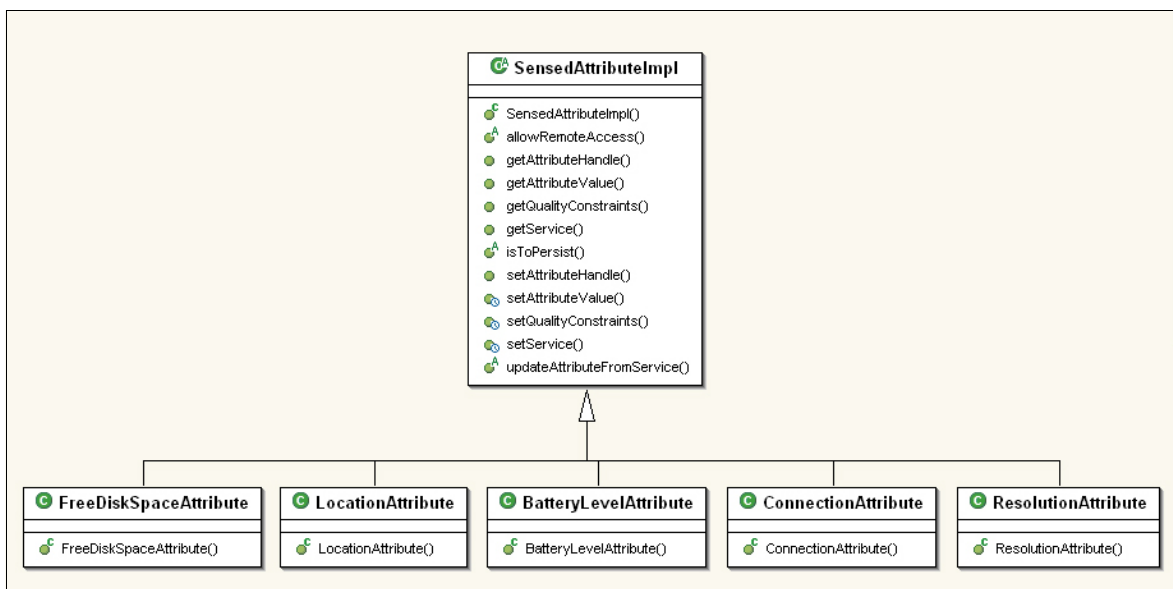 SensedAttributeImpl
SensedAttributeImpl()
allowRemoteAccess()
getAttributeHandle()
getAttributeValue()
getQualityConstraints()
getService()
isToPersist()
setAttributeHandle()
setAttributeValue()
setQualityConstraints()
setService()
updateAttributeFromService()
FreeDiskSpaceAttribute
FreeDiskSpaceAttribute()
LocationAttribute
LocationAttribute()
BatteryLevelAttribute
BatteryLevelAttribute()
ConnectionAttribute
ConnectionAttribute()
ResolutionAttribute
ResolutionAttribute()